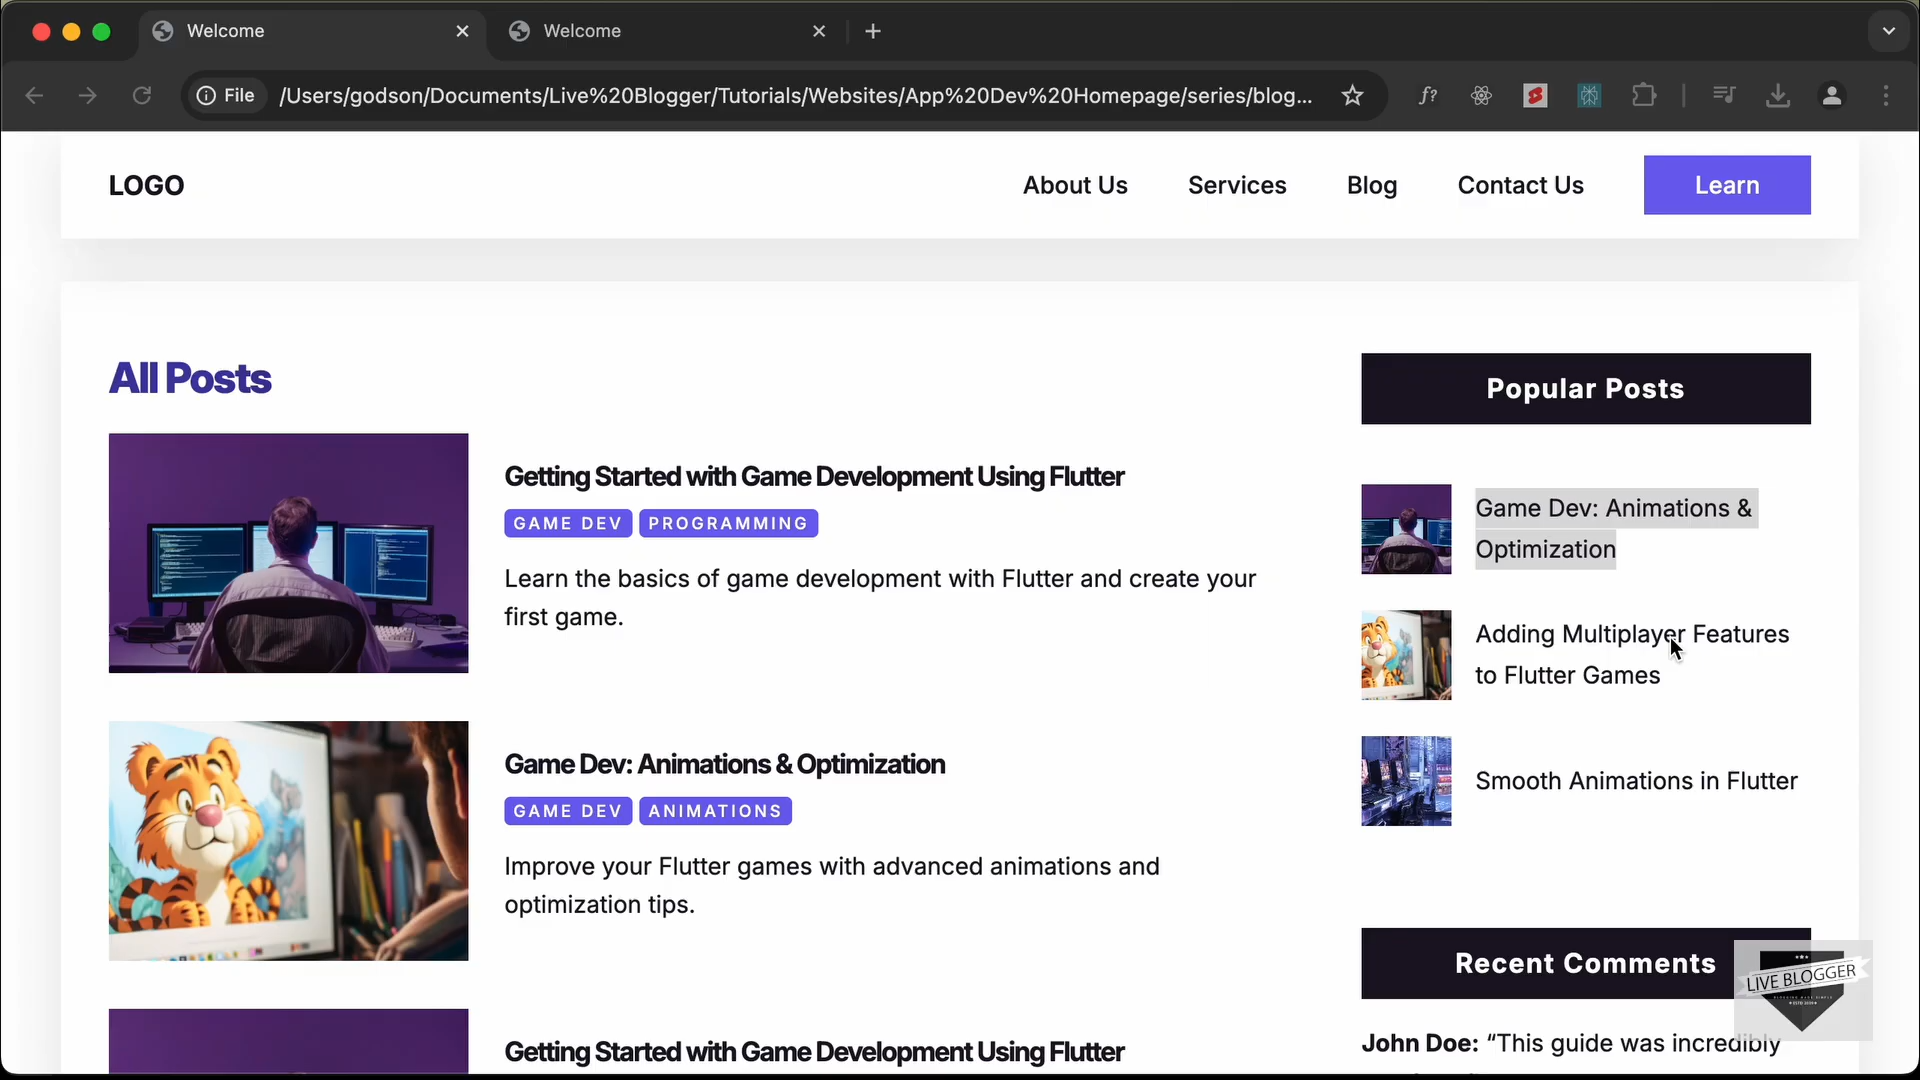 Welcome
Welcome
File
/Users/godson/Documents/Live%20Blogger/Tutorials/Websites/App%20Dev%20Homepage/series/blog...
f?
LOGO
About Us
Services
Blog
Contact Us
Learn
All Posts
Getting Started with Game Development Using Flutter
GAME DEV
PROGRAMMING
Learn the basics of game development with Flutter and create your
first game.
Game Dev: Animations & Optimization
GAME DEV
ANIMATIONS
Improve your Flutter games with advanced animations and
optimization tips.
Getting Started with Game Development Using Flutter
Popular Posts
Game Dev: Animations &
Optimization
Adding Multiplayer Features
to Flutter Games
Smooth Animations in Flutter
Recent Comments
John Doe: “This guide was incredibly
LIVE BLOGGER